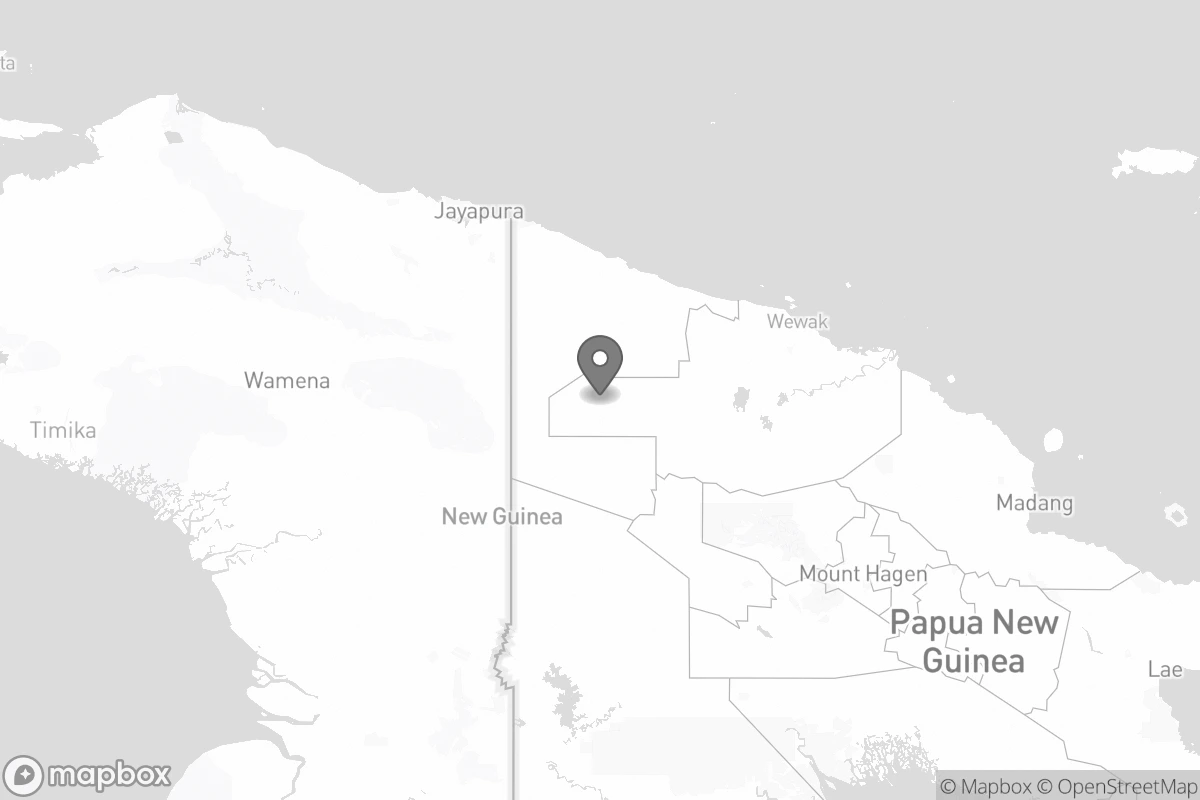 ta
Jayapura
Wewak
Wamena
Timika
Madang
New Guinea
Mount Hagen
Papua New
Guinea
Lae
mapbox
© Mapbox © OpenStreetMap